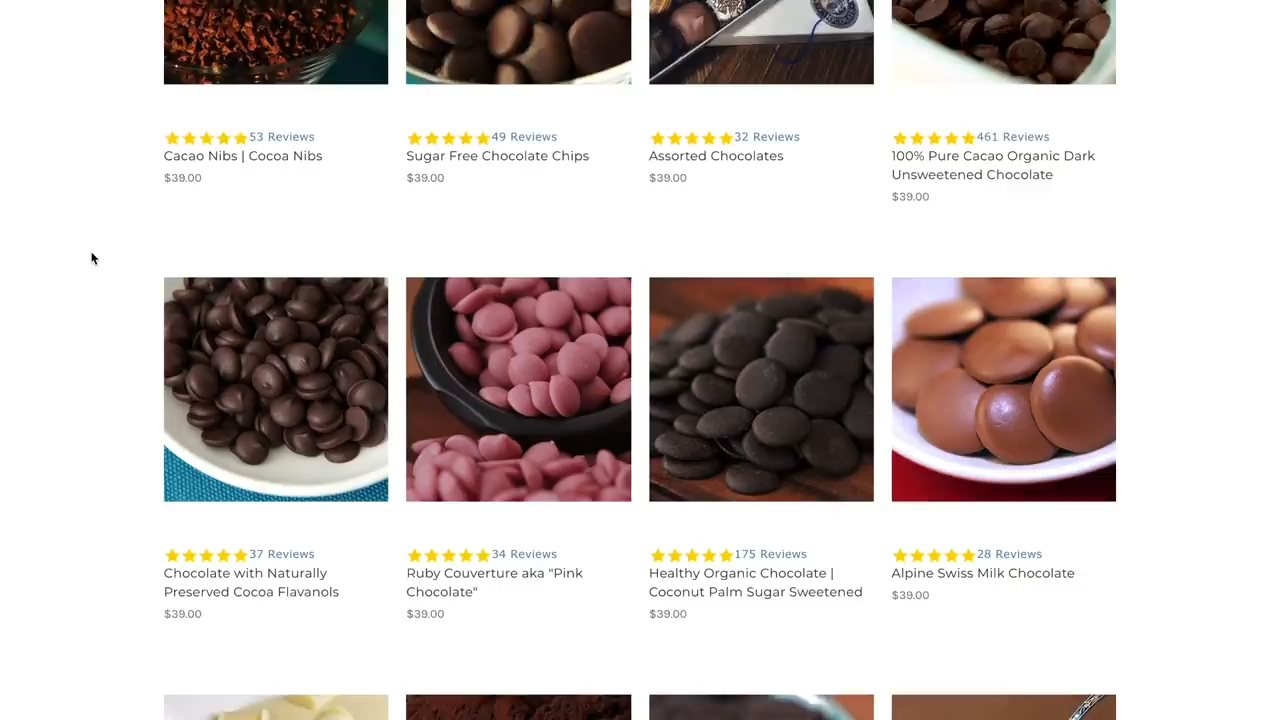 53 Reviews
49 Reviews
32 Reviews
461 Reviews
Cacao Nibs | Cocoa Nibs
Sugar Free Chocolate Chips
Assorted Chocolates
100% Pure Cacao Organic Dark
Unsweetened Chocolate
$39.00
$39.00
$39.00
$39.00
37 Reviews
34 Reviews
175 Reviews
28 Reviews
Chocolate with Naturally
Preserved Cocoa Flavanols
Ruby Couverture aka "Pink
Chocolate"
Healthy Organic Chocolate |
Coconut Palm Sugar Sweetened
Alpine Swiss Milk Chocolate
$39.00
$39.00
$39.00
$39.00